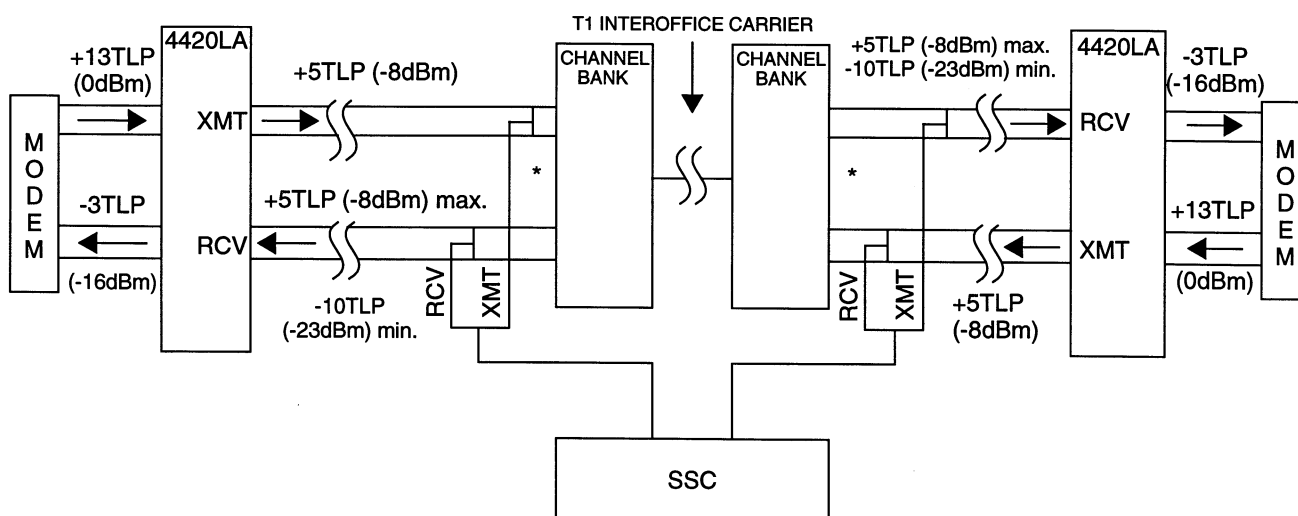 T1 INTEROFFICE CARRIER
4420LA
+13TLP
(0dBm)
+5TLP (-8dBm)
CHANNEL
BANK
CHANNEL
BANK
+5TLP (-8dBm) max.
-10TLP (-23dBm) min.
4420LA
-3TLP
(-16dBm)
MODEM
XMT
RCV
MODEM
*
*
-3TLP
+5TLP (-8dBm) max.
+13TLP
RCV
XMT
(-16dBm)
-10TLP
(-23dBm) min.
RCV
XMT
RCV
XMT
+5TLP
(-8dBm)
(0dBm)
SSC